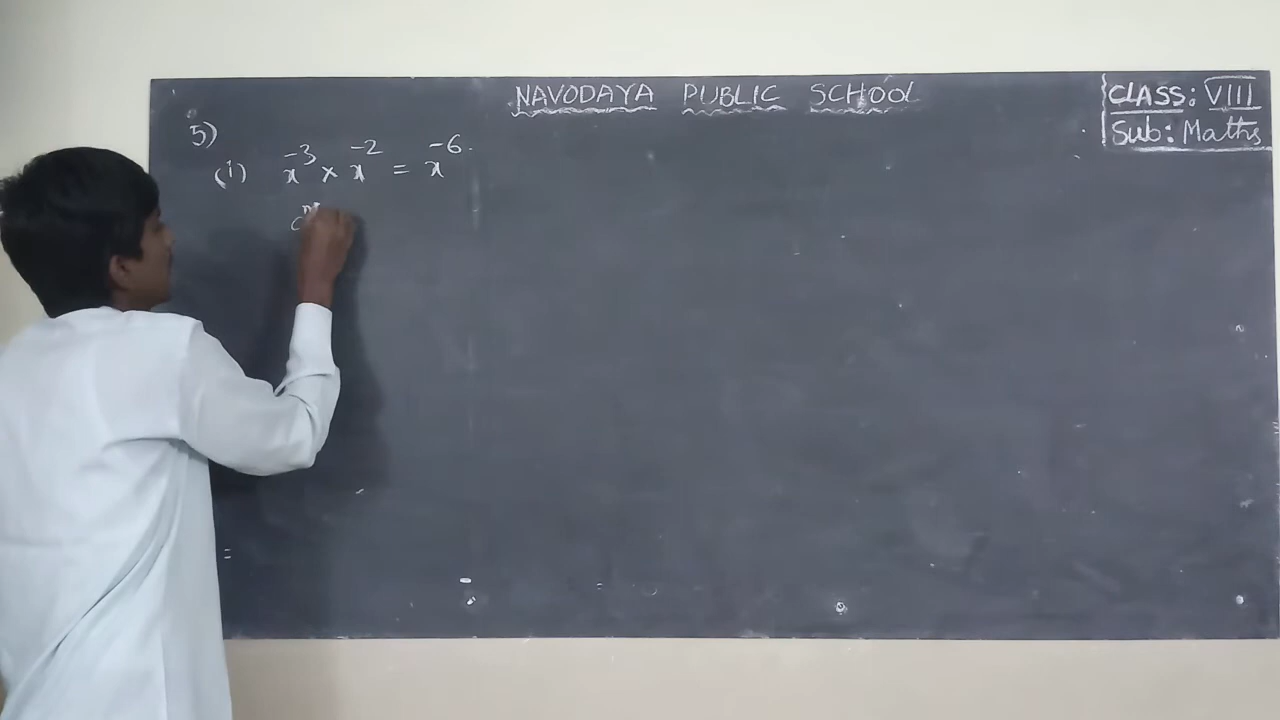 NAVODAYA PUBLIC SCHOOL
CLASS: VIII
Sub: Maths
5)
(i) x⁻³ × x⁻² = x⁻⁶.